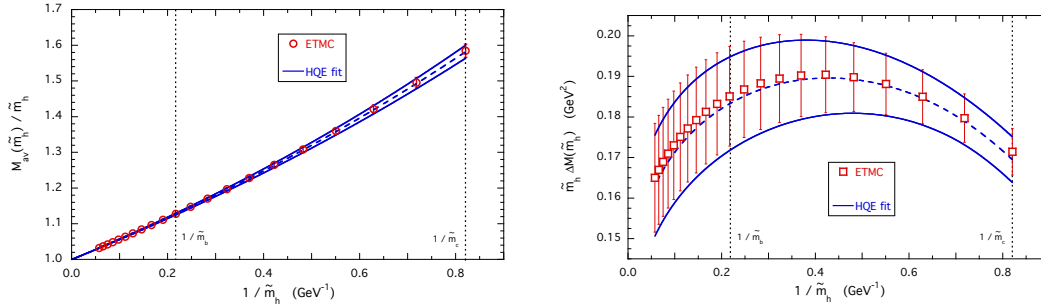 1.7
1.6
1.5
1.4
1.3
1.2
1.1
1.0
M_av(m̃_h) / m̃_h
ETMC
HQE fit
1 / m̃_b
1 / m̃_c
0.0 0.2 0.4 0.6 0.8 1.0
1 / m̃_h (GeV⁻¹)
0.20
0.19
0.18
0.17
0.16
0.15
m̃_h ΔM(m̃_h) (GeV²)
ETMC
HQE fit
1 / m̃_b
1 / m̃_c
0.0 0.2 0.4 0.6 0.8
1 / m̃_h (GeV⁻¹)